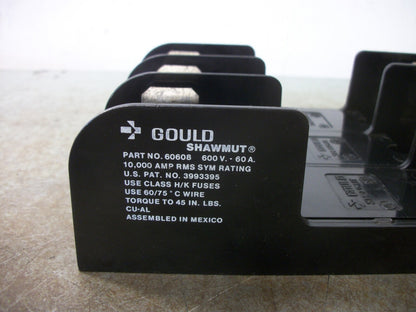 GOULD
SHAWMUT®
PART NO. 60608 600 V. - 60 A.
10,000 AMP RMS SYM RATING
U.S. PAT. NO. 3993395
USE CLASS H/K FUSES
USE 60/75 °C WIRE
TORQUE TO 45 IN. LBS.
CU-AL
ASSEMBLED IN MEXICO